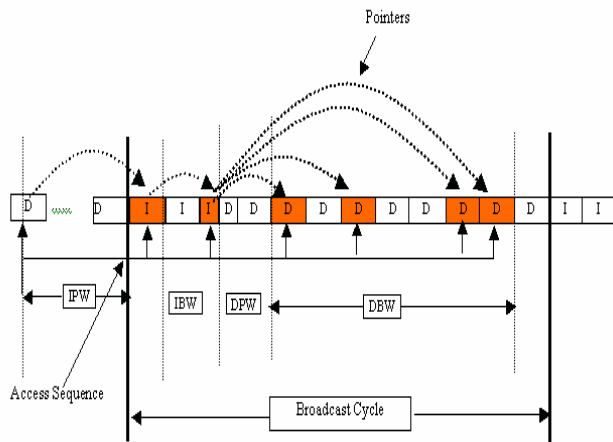 Pointers
D D I I I D D D D D D D D D D I I
IPW IBW DPW DBW
Access Sequence
Broadcast Cycle